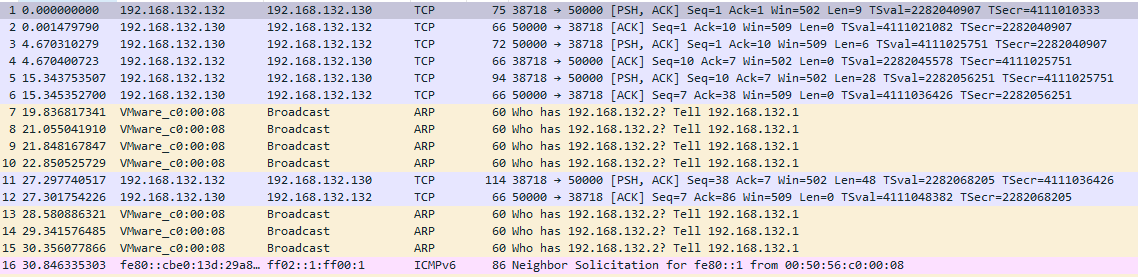 1 0.000000000 192.168.132.132 192.168.132.130 TCP 75 38718 → 50000 [PSH, ACK] Seq=1 Ack=1 Win=502 Len=9 TSval=2282040907 TSecr=4111010333
2 0.001479790 192.168.132.130 192.168.132.132 TCP 66 50000 → 38718 [ACK] Seq=1 Ack=10 Win=509 Len=0 TSval=4111021082 TSecr=2282040907
3 4.670310279 192.168.132.130 192.168.132.132 TCP 72 50000 → 38718 [PSH, ACK] Seq=1 Ack=10 Win=509 Len=6 TSval=4111025751 TSecr=2282040907
4 4.670400723 192.168.132.132 192.168.132.130 TCP 66 38718 → 50000 [ACK] Seq=10 Ack=7 Win=502 Len=0 TSval=2282045578 TSecr=4111025751
5 15.343753507 192.168.132.132 192.168.132.130 TCP 94 38718 → 50000 [PSH, ACK] Seq=10 Ack=7 Win=502 Len=28 TSval=2282056251 TSecr=4111025751
6 15.345352700 192.168.132.130 192.168.132.132 TCP 66 50000 → 38718 [ACK] Seq=7 Ack=38 Win=509 Len=0 TSval=4111036426 TSecr=2282056251
7 19.836817341 VMware_c0:00:08 Broadcast ARP 60 Who has 192.168.132.2? Tell 192.168.132.1
8 21.055041910 VMware_c0:00:08 Broadcast ARP 60 Who has 192.168.132.2? Tell 192.168.132.1
9 21.848167847 VMware_c0:00:08 Broadcast ARP 60 Who has 192.168.132.2? Tell 192.168.132.1
10 22.850525729 VMware_c0:00:08 Broadcast ARP 60 Who has 192.168.132.2? Tell 192.168.132.1
11 27.297740517 192.168.132.132 192.168.132.130 TCP 114 38718 → 50000 [PSH, ACK] Seq=38 Ack=7 Win=502 Len=48 TSval=2282068205 TSecr=4111036426
12 27.301754226 192.168.132.130 192.168.132.132 TCP 66 50000 → 38718 [ACK] Seq=7 Ack=86 Win=509 Len=0 TSval=4111048382 TSecr=2282068205
13 28.580886321 VMware_c0:00:08 Broadcast ARP 60 Who has 192.168.132.2? Tell 192.168.132.1
14 29.341576485 VMware_c0:00:08 Broadcast ARP 60 Who has 192.168.132.2? Tell 192.168.132.1
15 30.356077866 VMware_c0:00:08 Broadcast ARP 60 Who has 192.168.132.2? Tell 192.168.132.1
16 30.846335303 fe80::cbe0:13d:29a8… ff02::1:ff00:1 ICMPv6 86 Neighbor Solicitation for fe80::1 from 00:50:56:c0:00:08